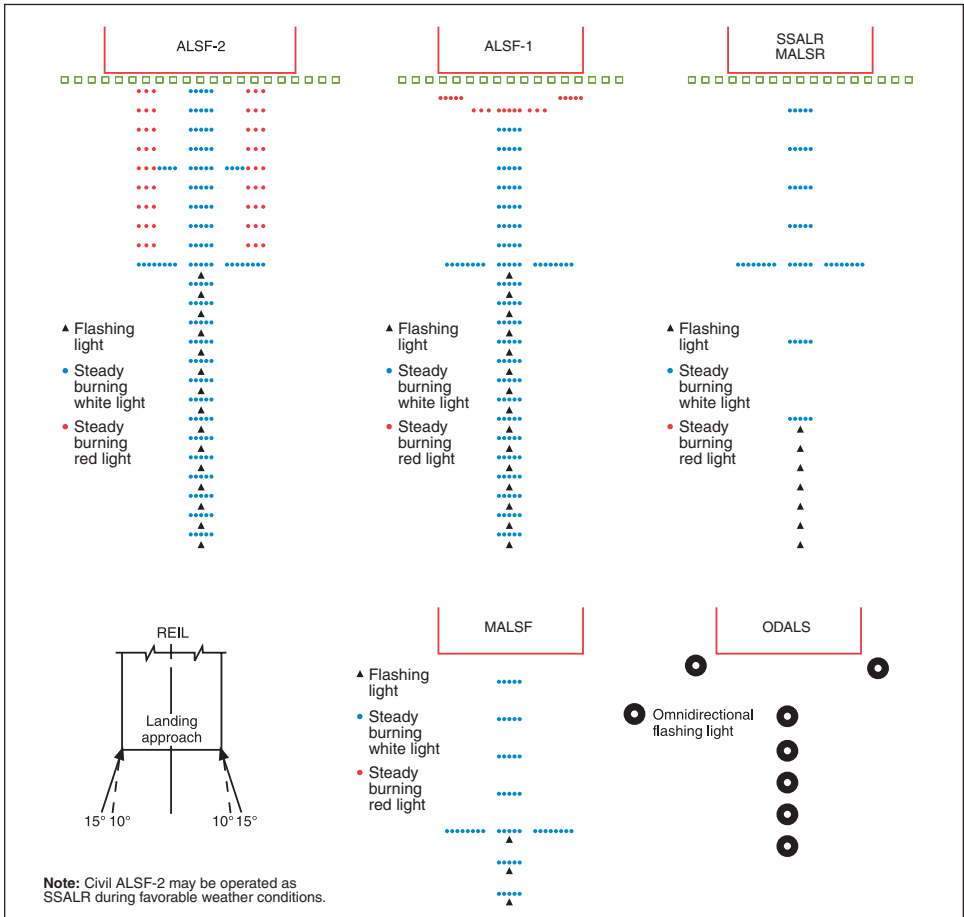 ALSF-2
ALSF-1
SSALR
MALSR
Flashing
light
Steady
burning
white light
Steady
burning
red light
Flashing
light
Steady
burning
white light
Steady
burning
red light
Flashing
light
Steady
burning
white light
Steady
burning
red light
REIL
Landing
approach
15° 10°
10° 15°
MALSF
Flashing
light
Steady
burning
white light
Steady
burning
red light
ODALS
Omnidirectional
flashing light
Note: Civil ALSF-2 may be operated as
SSALR during favorable weather conditions.